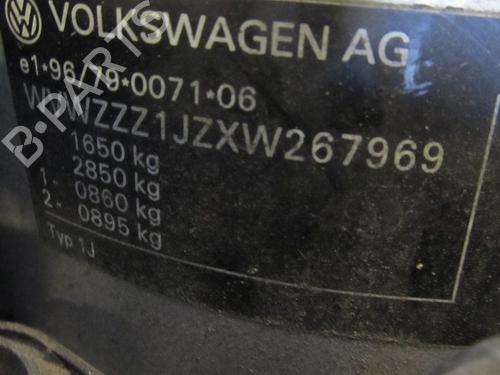 VOLKSWAGEN AG
e1*96/79*0071*06
WVWZZZ1JZXW267969
1650 kg
2850 kg
1- 0860 kg
2- 0895 kg
Typ 1J